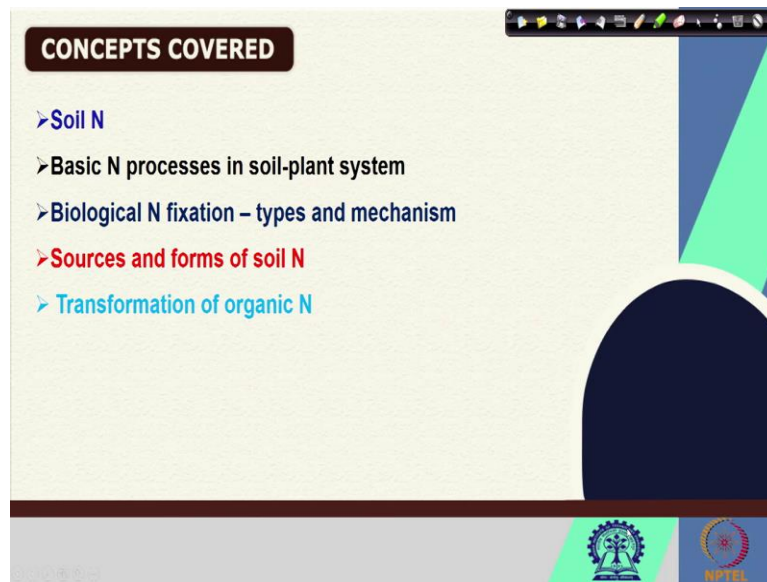 CONCEPTS COVERED
➢Soil N
➢Basic N processes in soil-plant system
➢Biological N fixation – types and mechanism
➢Sources and forms of soil N
➢ Transformation of organic N
NPTEL